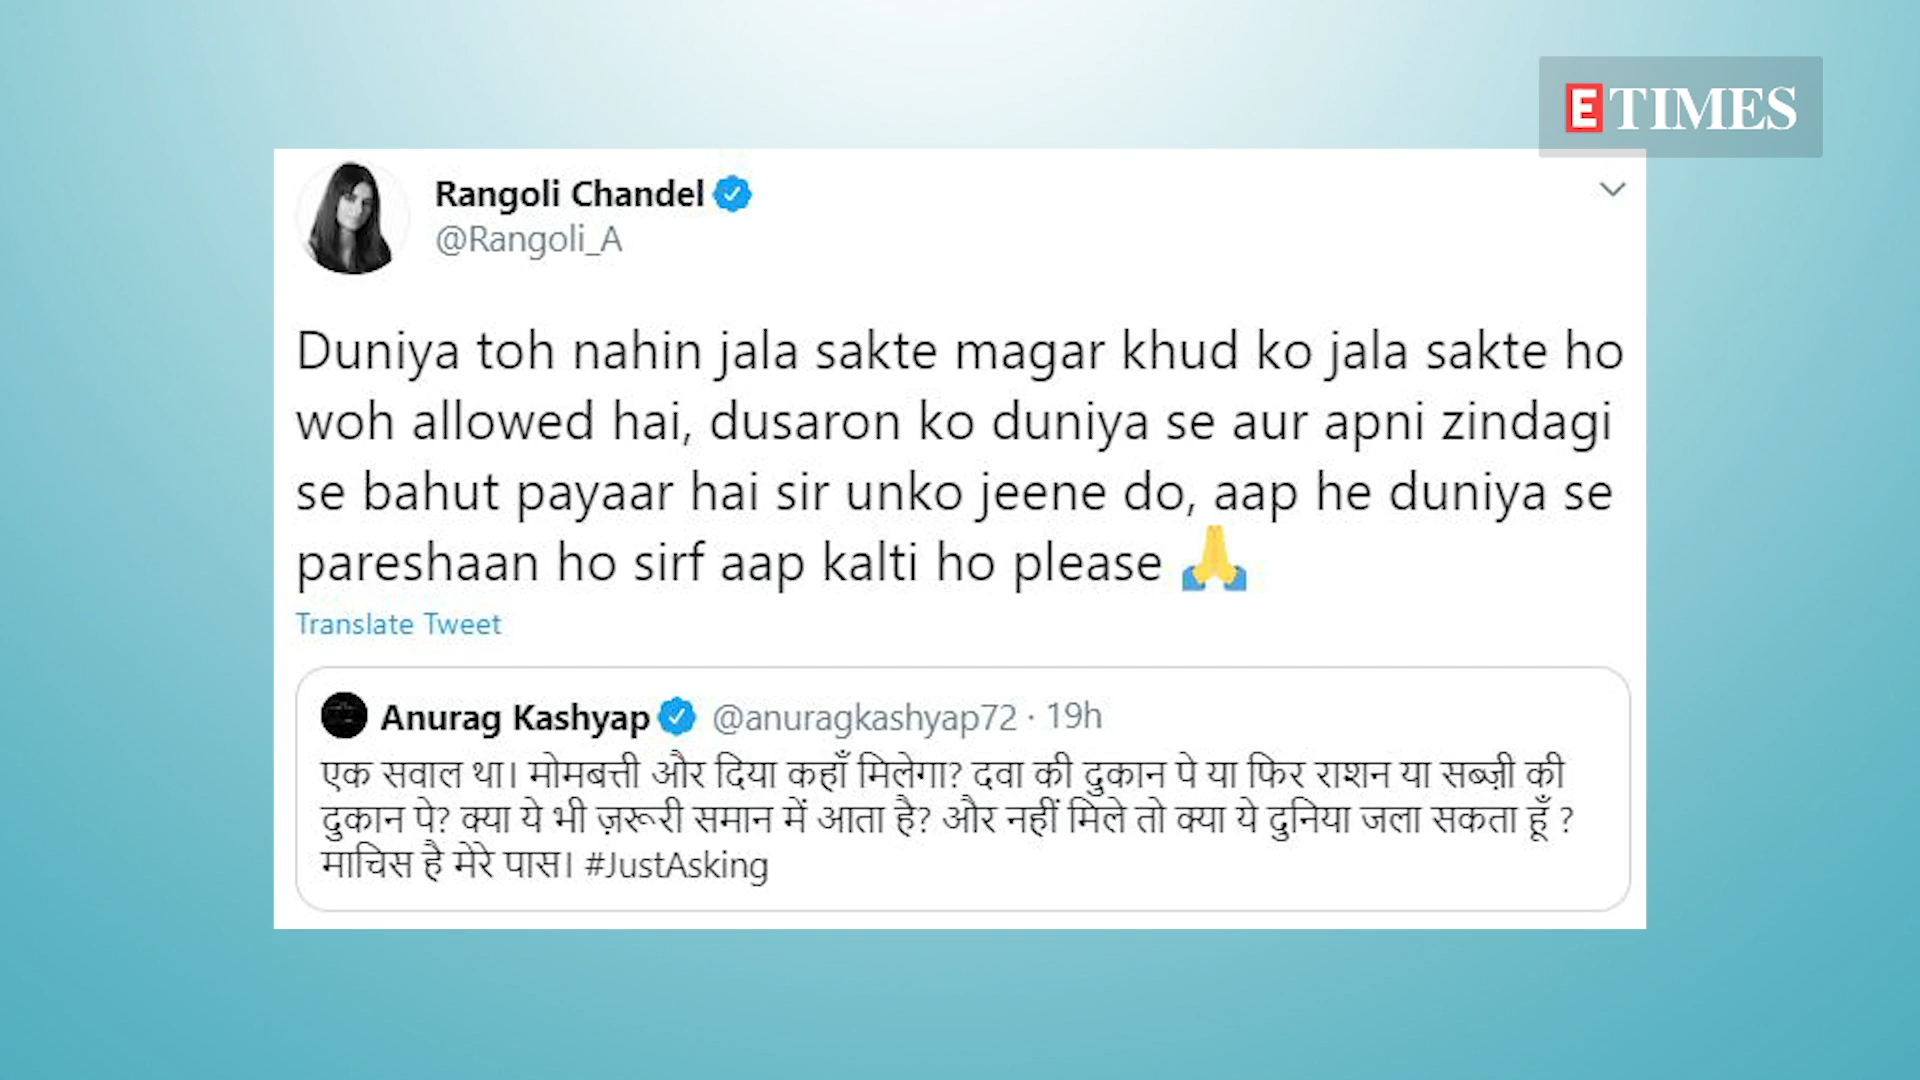 E TIMES
Rangoli Chandel
@Rangoli_A
Duniya toh nahin jala sakte magar khud ko jala sakte ho
woh allowed hai, dusaron ko duniya se aur apni zindagi
se bahut payaar hai sir unko jeene do, aap he duniya se
pareshaan ho sirf aap kalti ho please 🙏
Translate Tweet
Anurag Kashyap @anuragkashyap72 · 19h
एक सवाल था। मोमबत्ती और दिया कहाँ मिलेगा? दवा की दुकान पे या फिर राशन या सब्ज़ी की
दुकान पे? क्या ये भी ज़रूरी समान में आता है? और नहीं मिले तो क्या ये दुनिया जला सकता हूँ ?
माचिस है मेरे पास। #JustAsking